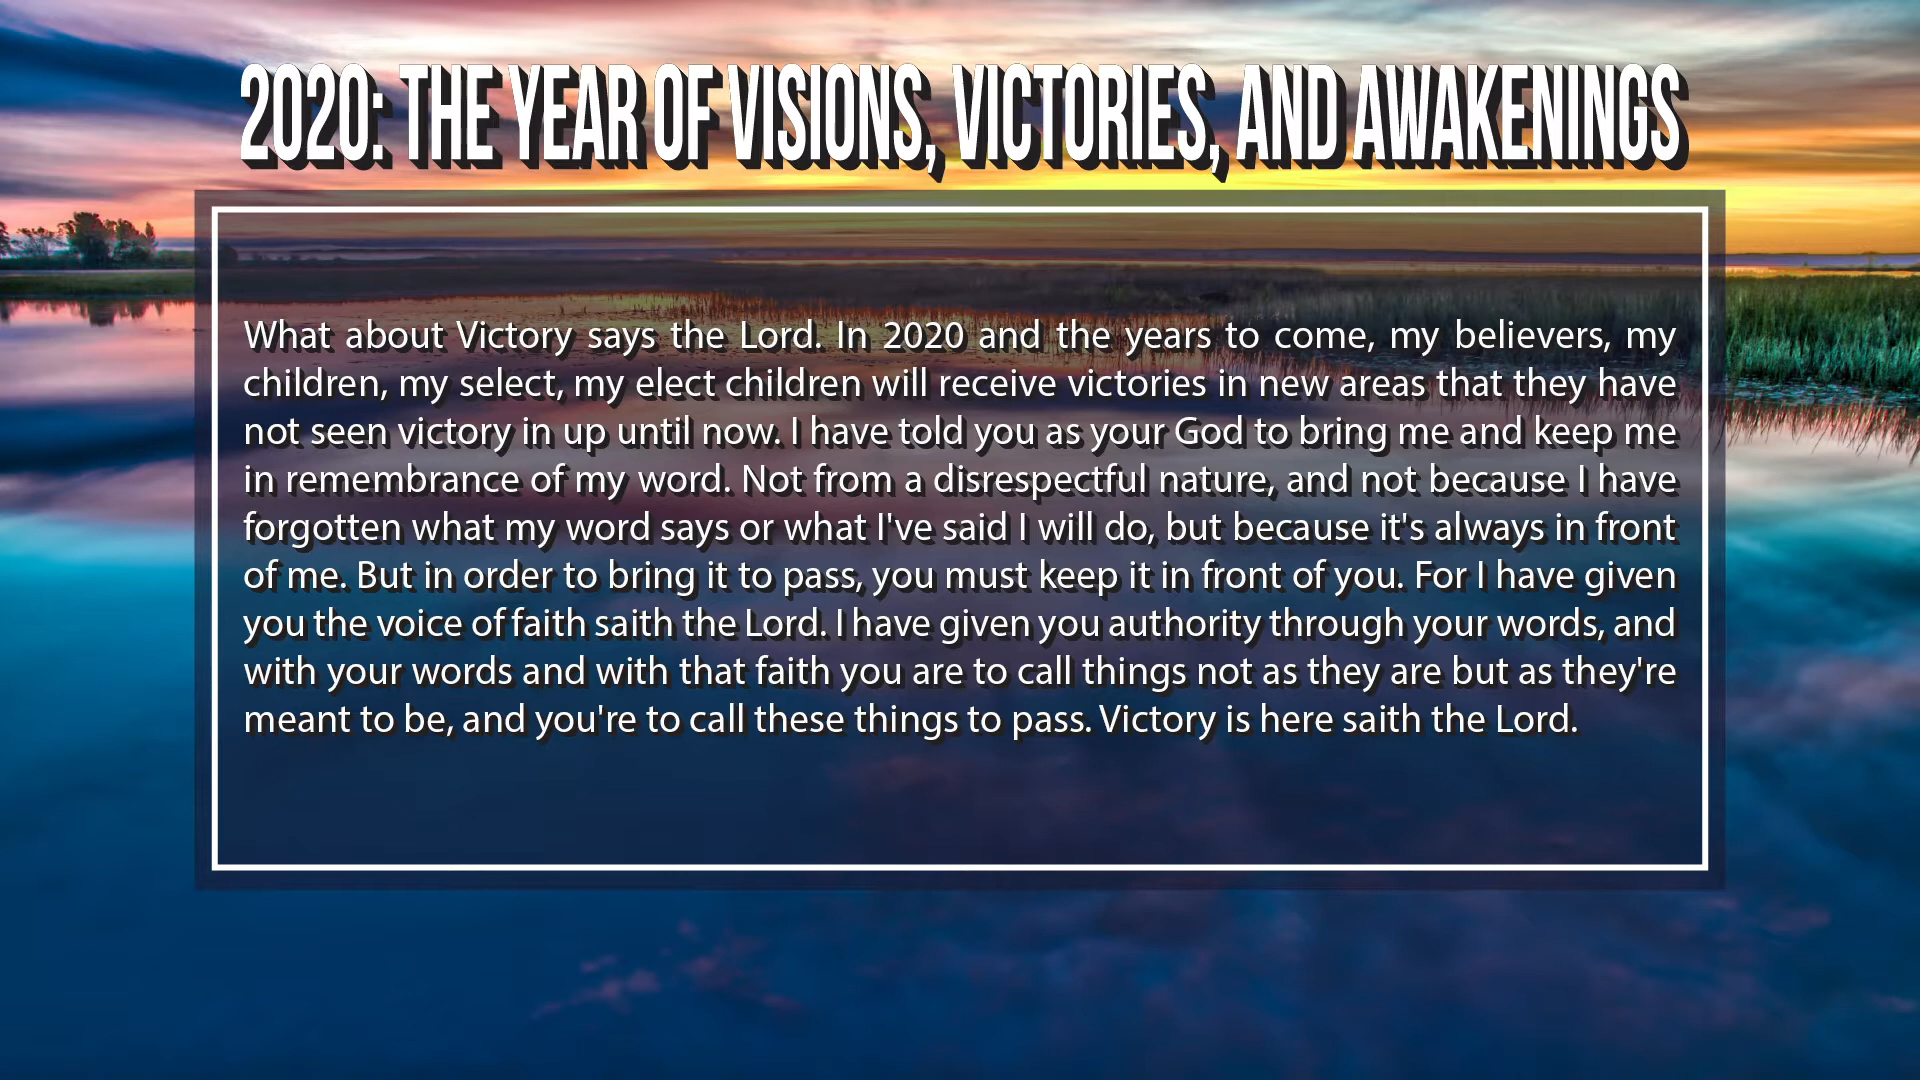 2020: THE YEAR OF VISIONS, VICTORIES, AND AWAKENINGS
What about Victory says the Lord. In 2020 and the years to come, my believers, my
children, my select, my elect children will receive victories in new areas that they have
not seen victory in up until now. I have told you as your God to bring me and keep me
in remembrance of my word. Not from a disrespectful nature, and not because I have
forgotten what my word says or what I've said I will do, but because it's always in front
of me. But in order to bring it to pass, you must keep it in front of you. For I have given
you the voice of faith saith the Lord. I have given you authority through your words, and
with your words and with that faith you are to call things not as they are but as they're
meant to be, and you're to call these things to pass. Victory is here saith the Lord.